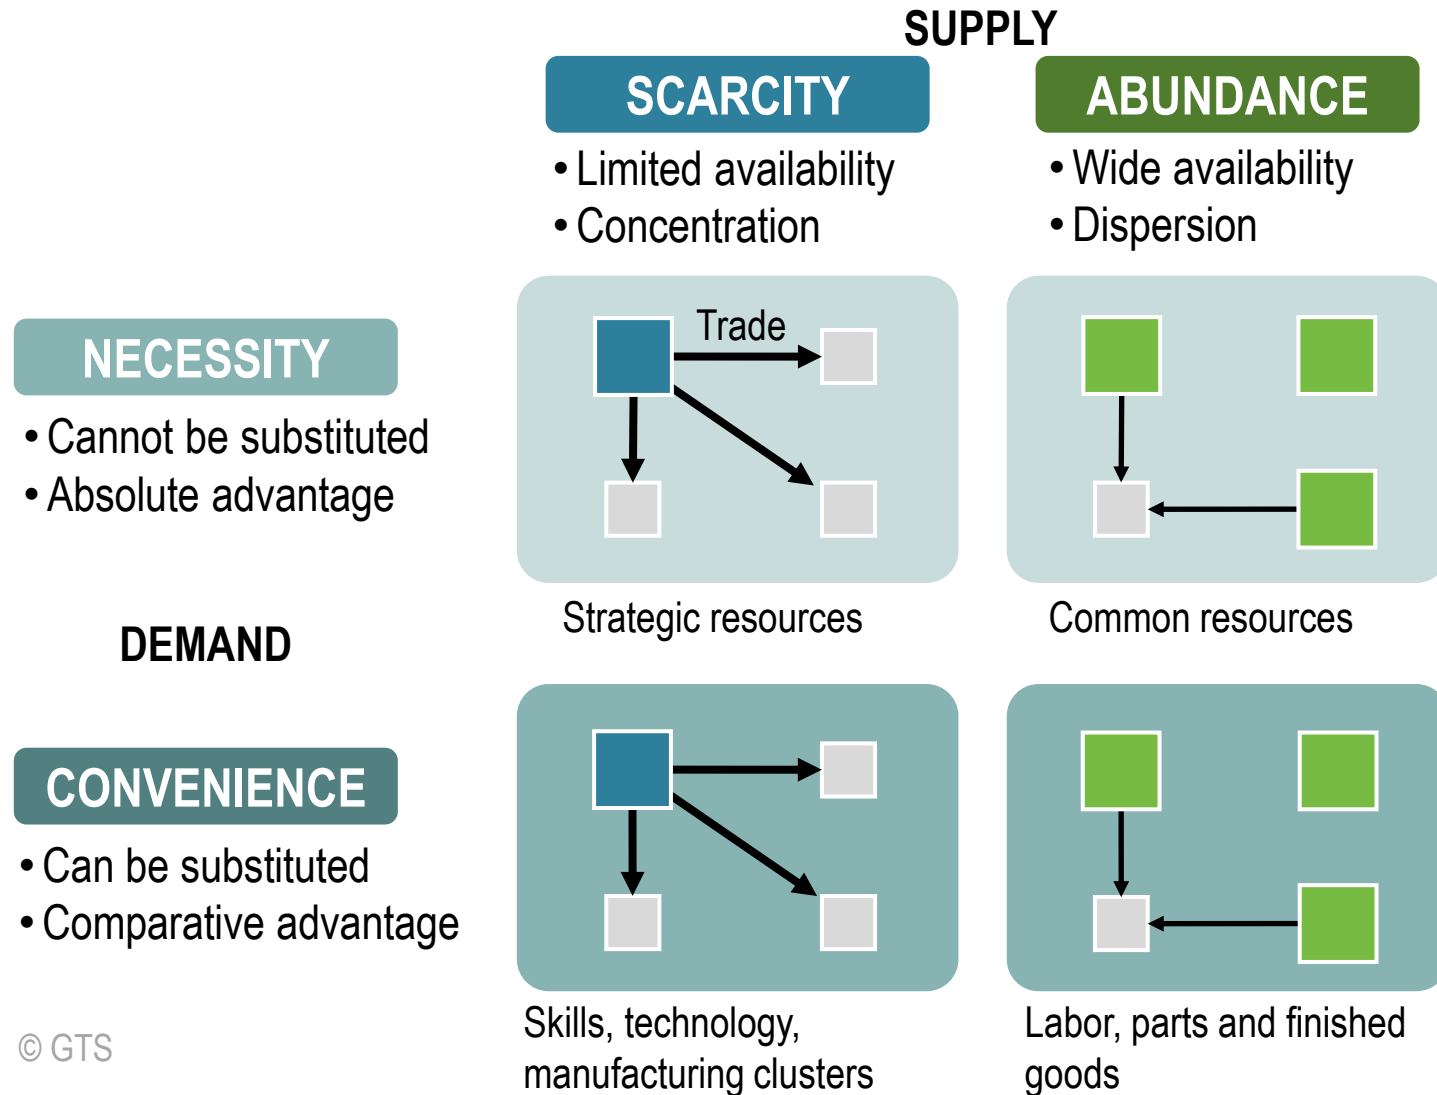 SUPPLY
SCARCITY
ABUNDANCE
• Limited availability
• Concentration
• Wide availability
• Dispersion
NECESSITY
• Cannot be substituted
• Absolute advantage
Trade
Strategic resources
Common resources
DEMAND
CONVENIENCE
• Can be substituted
• Comparative advantage
Skills, technology,
manufacturing clusters
Labor, parts and finished
goods
© GTS